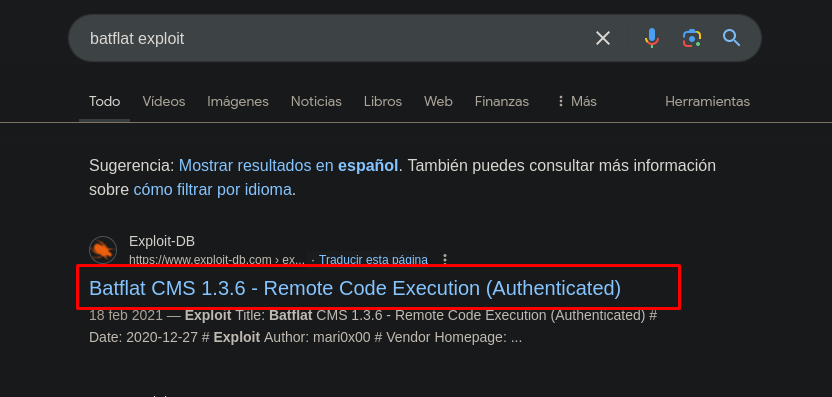 batflat exploit
Todo Vídeos Imágenes Noticias Libros Web Finanzas Más Herramientas
Sugerencia: Mostrar resultados en español. También puedes consultar más información
sobre cómo filtrar por idioma.
Exploit-DB
https://www.exploit-db.com › ex... · Traducir esta página
Batflat CMS 1.3.6 - Remote Code Execution (Authenticated)
18 feb 2021 — Exploit Title: Batflat CMS 1.3.6 - Remote Code Execution (Authenticated) #
Date: 2020-12-27 # Exploit Author: mari0x00 # Vendor Homepage: ...